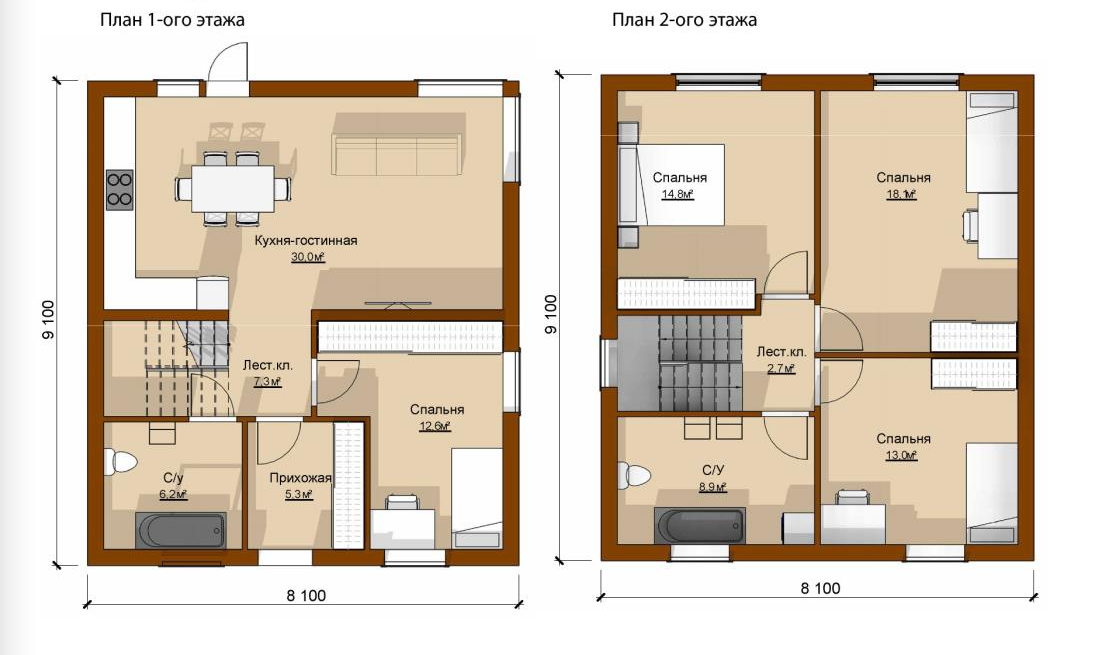 План 1-ого этажа
План 2-ого этажа
9 100
Кухня-гостинная
30,0м²
Лест.кл.
7,3м²
Спальня
12,6м²
С/у
6,2м²
Прихожая
5,3м²
8 100
9 100
Спальня
14,8м²
Спальня
18,1м²
Лест.кл.
2,7м²
Спальня
13,0м²
С/У
8,9м²
8 100